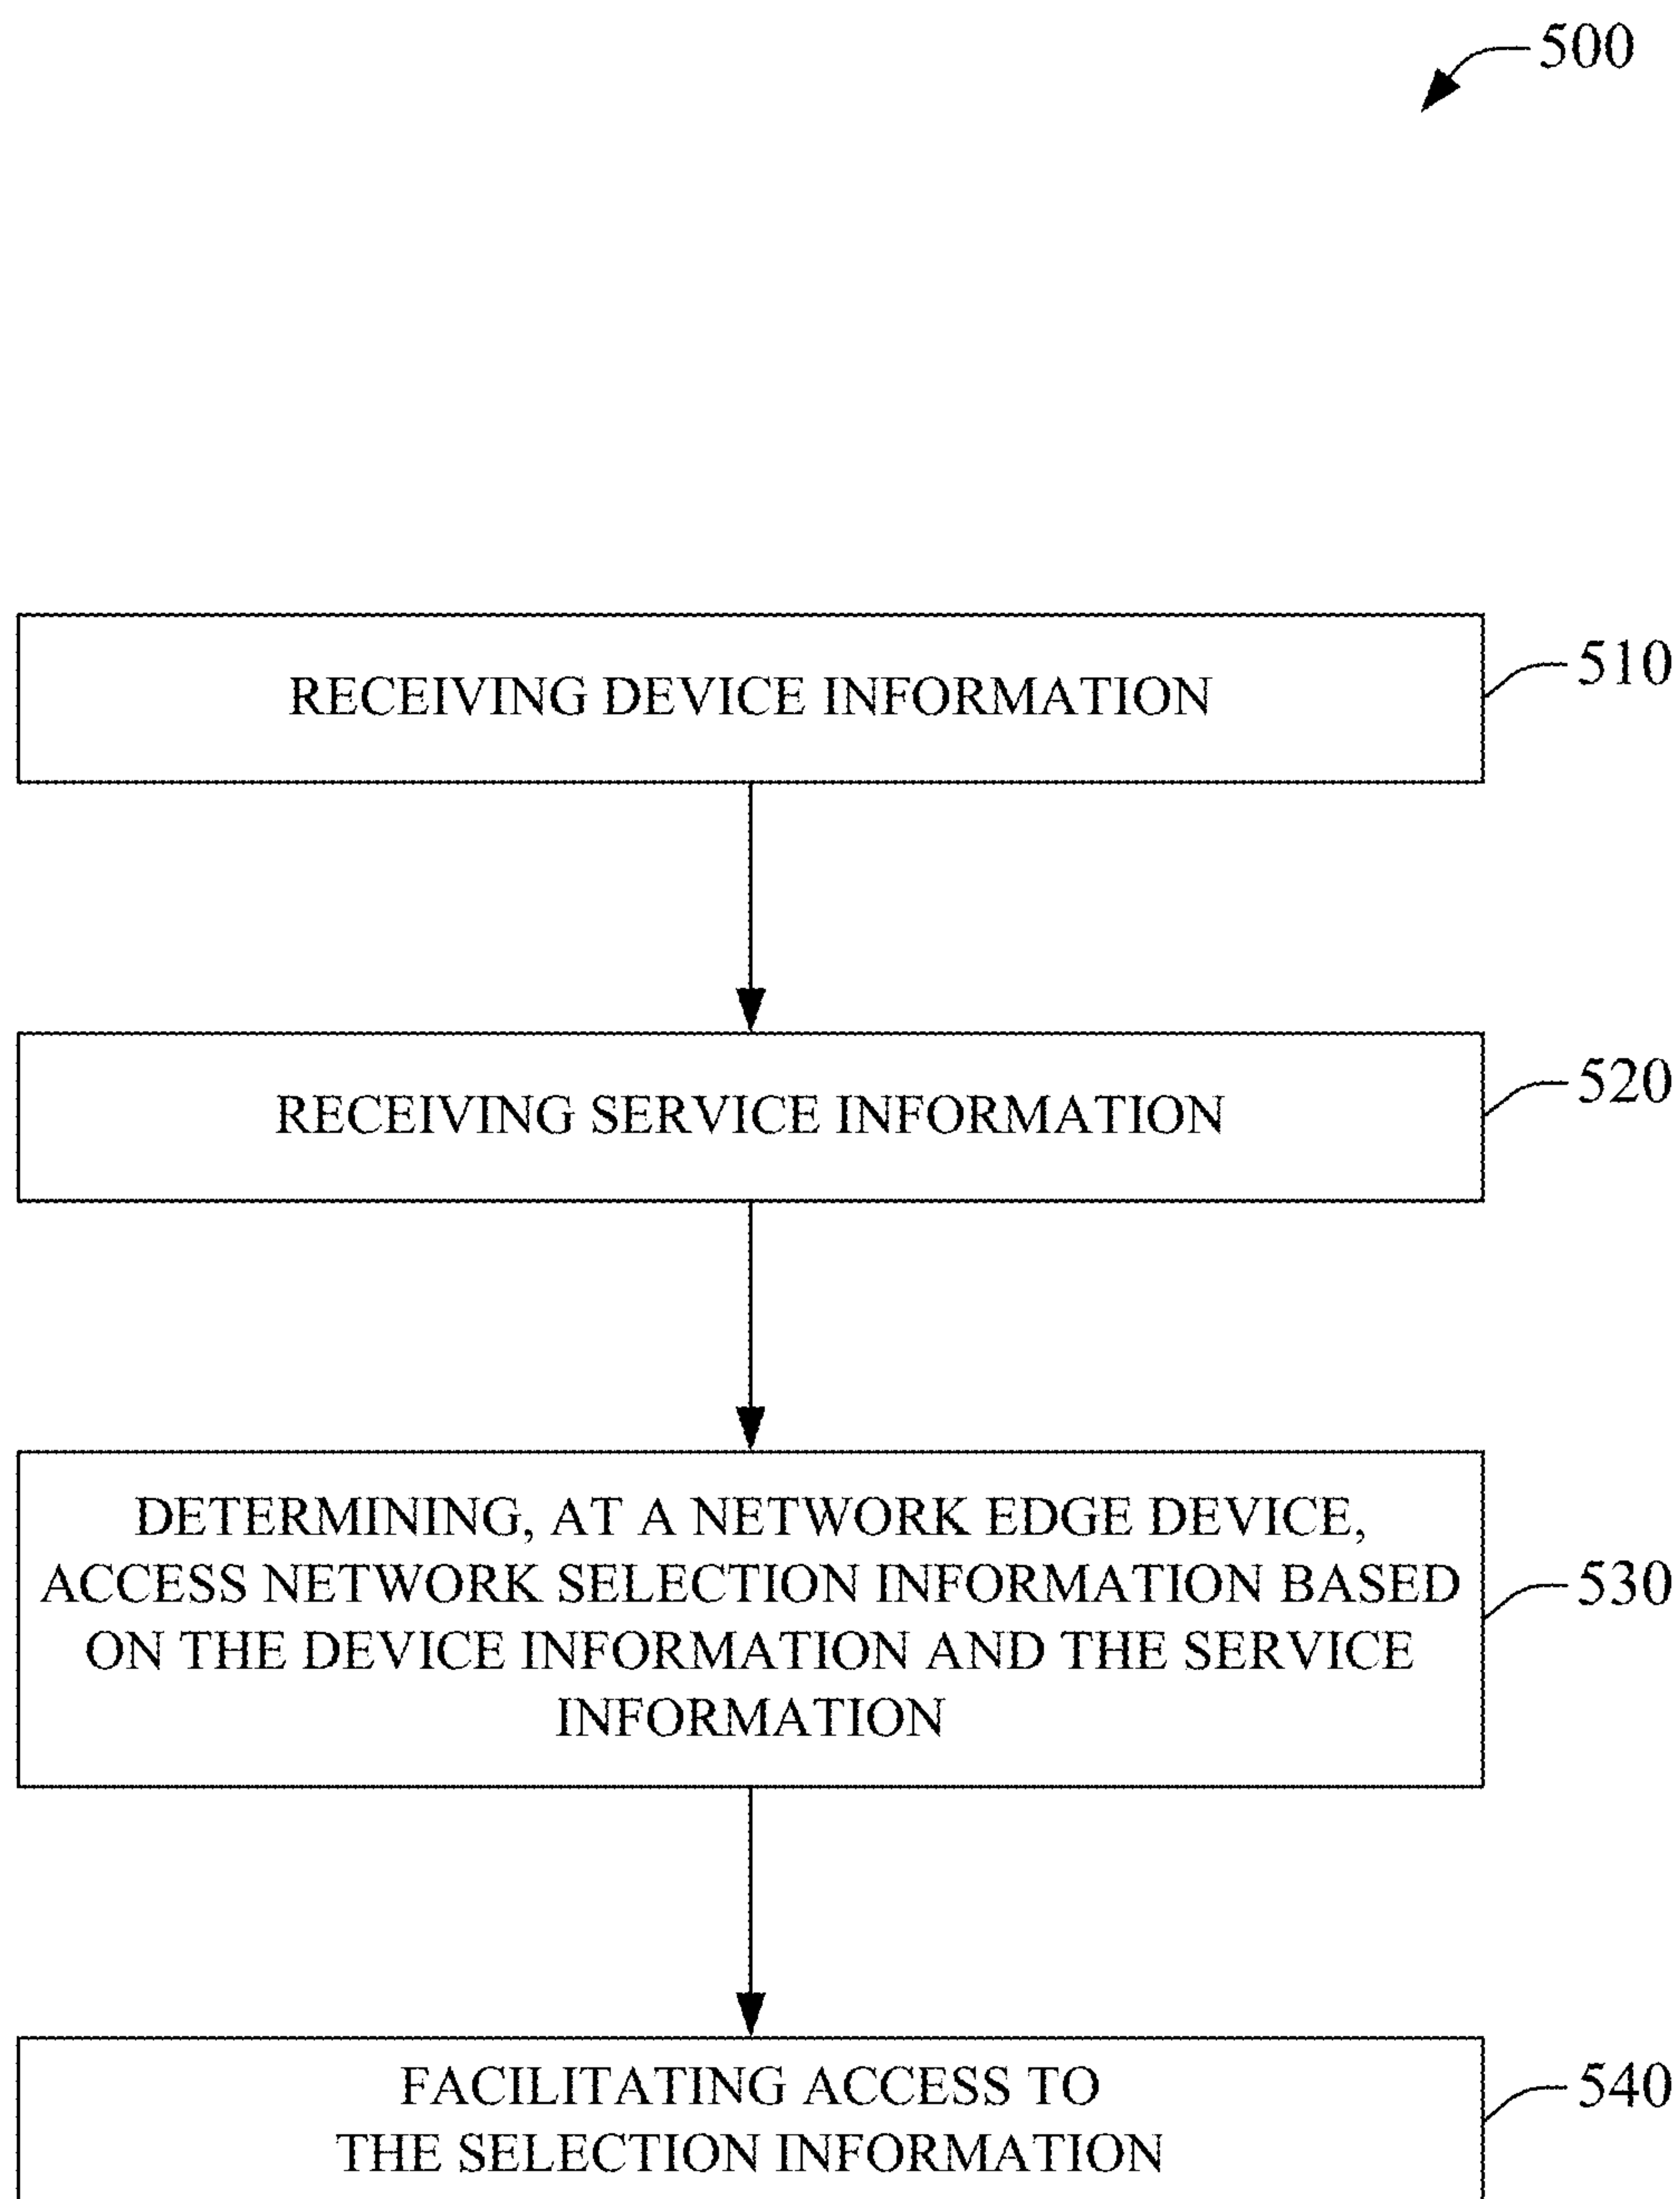 500
RECEIVING DEVICE INFORMATION
510
RECEIVING SERVICE INFORMATION
520
DETERMINING, AT A NETWORK EDGE DEVICE,
ACCESS NETWORK SELECTION INFORMATION BASED
ON THE DEVICE INFORMATION AND THE SERVICE
INFORMATION
530
FACILITATING ACCESS TO
THE SELECTION INFORMATION
540